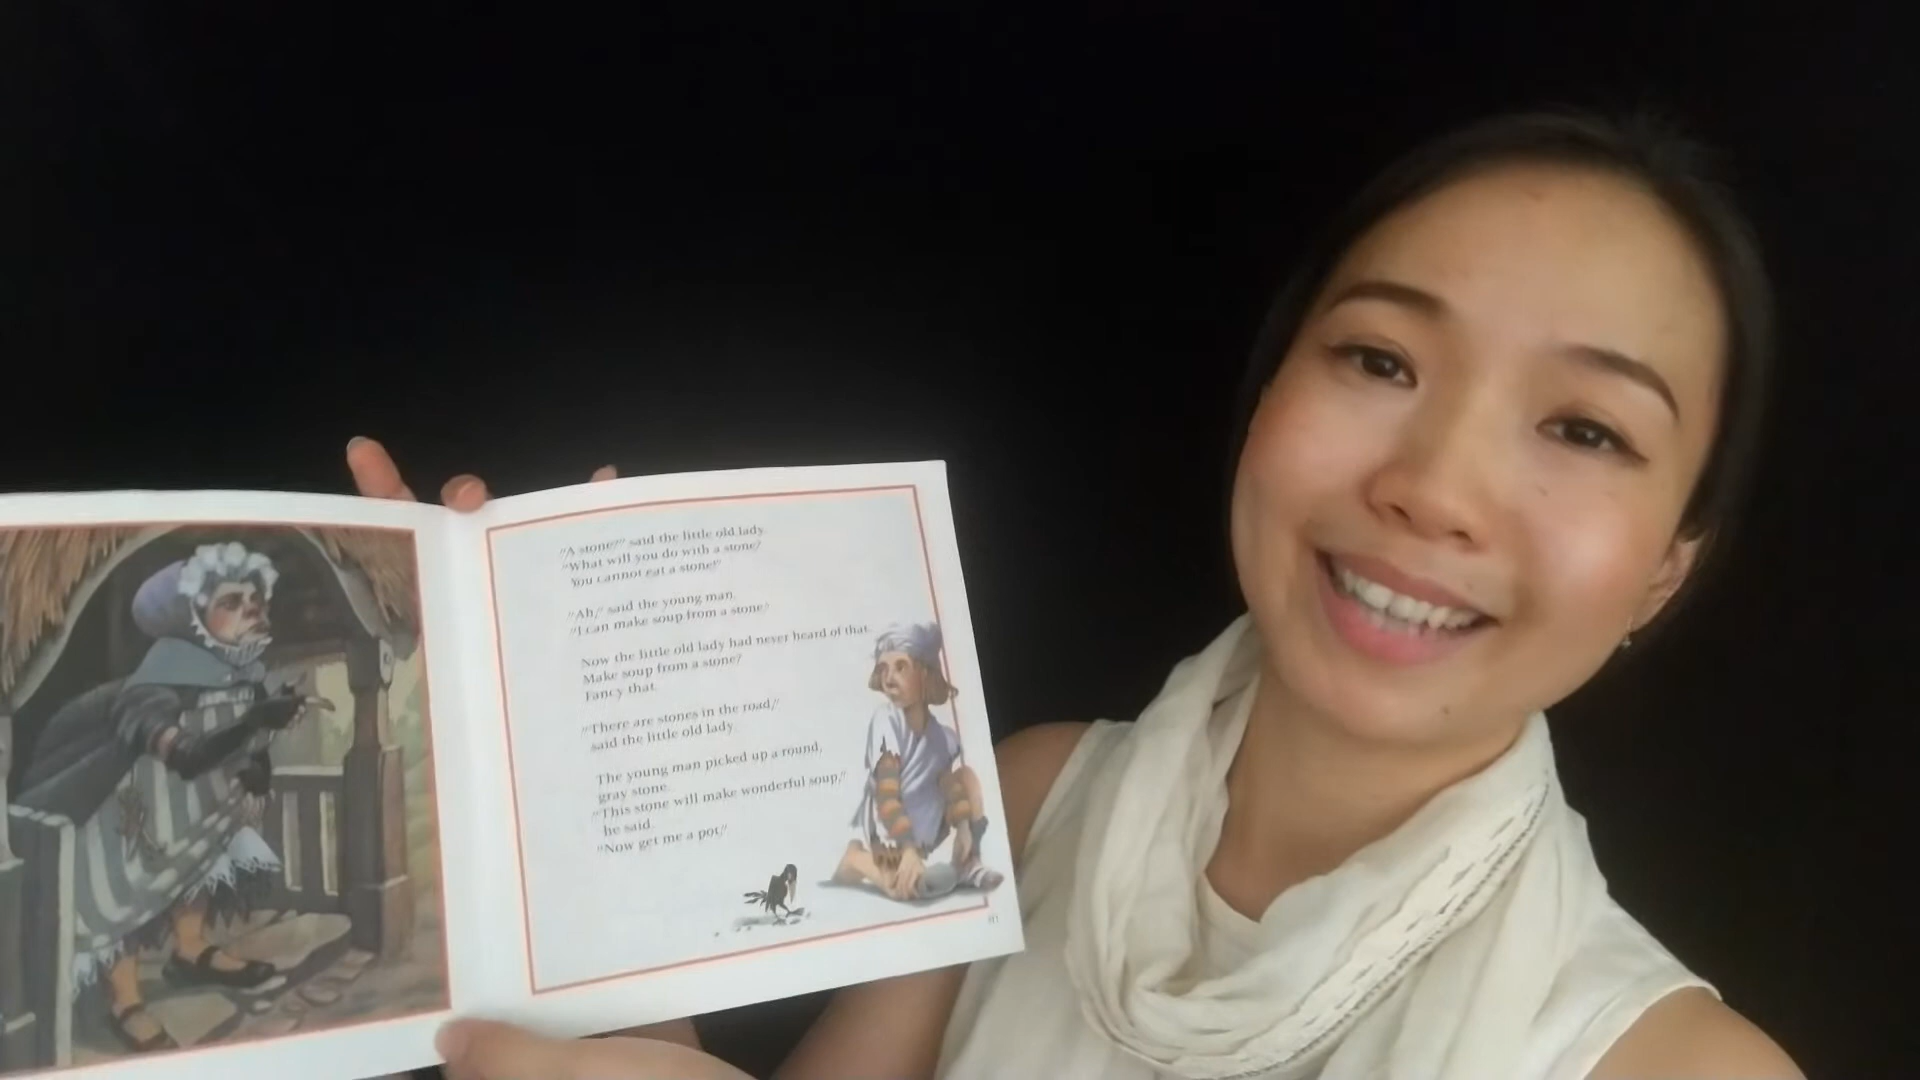 "A stone?" said the little old lady.
"What will you do with a stone?
You cannot eat a stone!"
"Ah," said the young man.
"I can make soup from a stone."
Now the little old lady had never heard of that.
Make soup from a stone?
Fancy that.
"There are stones in the road,"
said the little old lady.
The young man picked up a round,
gray stone.
"This stone will make wonderful soup,"
he said.
"Now get me a pot."